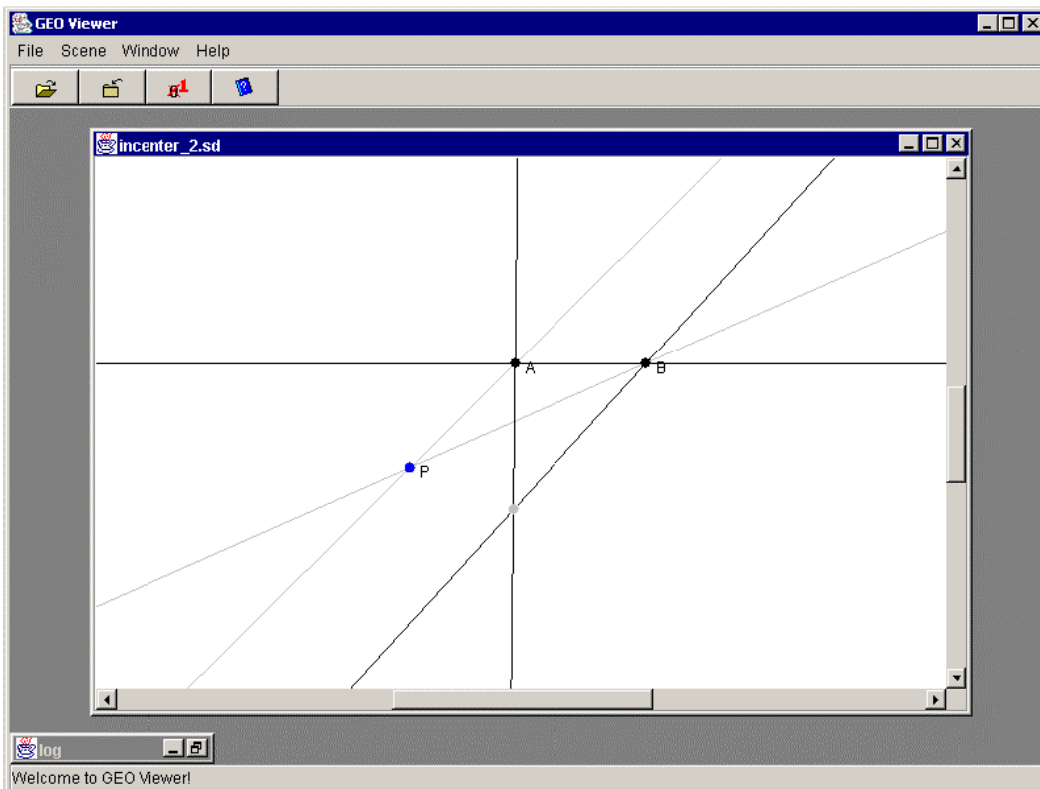 GEO Viewer
File Scene Window Help
incenter_2.sd
A
B
P
log
Welcome to GEO Viewer!